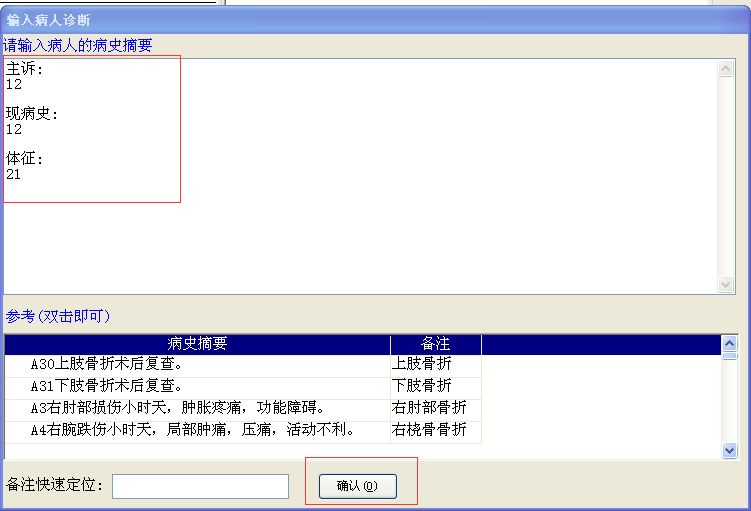 输入病人诊断
请输入病人的病史摘要
主诉:
12
现病史:
12
体征:
21
参考(双击即可)
病史摘要 备注
A30上肢骨折术后复查。 上肢骨折
A31下肢骨折术后复查。 下肢骨折
A3右肘部损伤小时天，肿胀疼痛，功能障碍。 右肘部骨折
A4右腕跌伤小时天，局部肿痛，压痛，活动不利。 右桡骨骨折
备注快速定位: 确认(O)